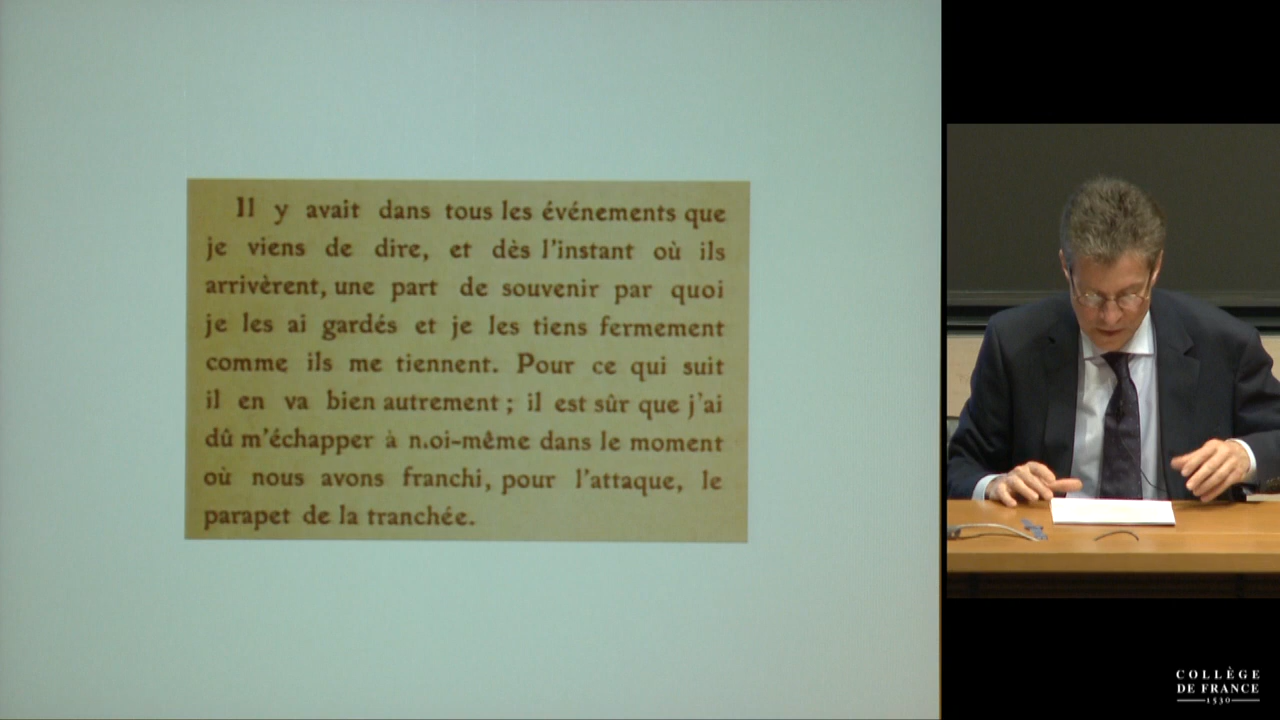 Il y avait dans tous les événements que
je viens de dire, et dès l'instant où ils
arrivèrent, une part de souvenir par quoi
je les ai gardés et je les tiens fermement
comme ils me tiennent. Pour ce qui suit
il en va bien autrement ; il est sûr que j'ai
dû m'échapper à n.oi-même dans le moment
où nous avons franchi, pour l'attaque, le
parapet de la tranchée.
COLLÈGE
DE FRANCE
1530